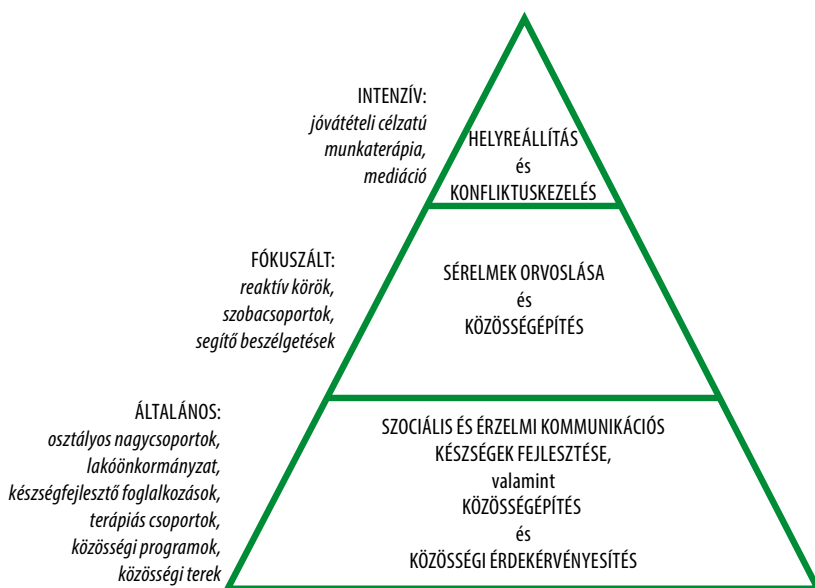 INTENZÍV:
jóvátételi célzatú
munkaterápia,
mediáció
HELYREÁLLÍTÁS
és
KONFLIKTUSKEZELÉS
FÓKUSZÁLT:
reaktív körök,
szobacsoportok,
segítő beszélgetések
SÉRELMEK ORVOSLÁSA
és
KÖZÖSSÉGÉPÍTÉS
ÁLTALÁNOS:
osztályos nagycsoportok,
lakóönkormányzat,
készségfejlesztő foglalkozások,
terápiás csoportok,
közösségi programok,
közösségi terek
SZOCIÁLIS ÉS ÉRZELMI KOMMUNIKÁCIÓS
KÉSZSÉGEK FEJLESZTÉSE,
valamint
KÖZÖSSÉGÉPÍTÉS
és
KÖZÖSSÉGI ÉRDEKÉRVÉNYESÍTÉS